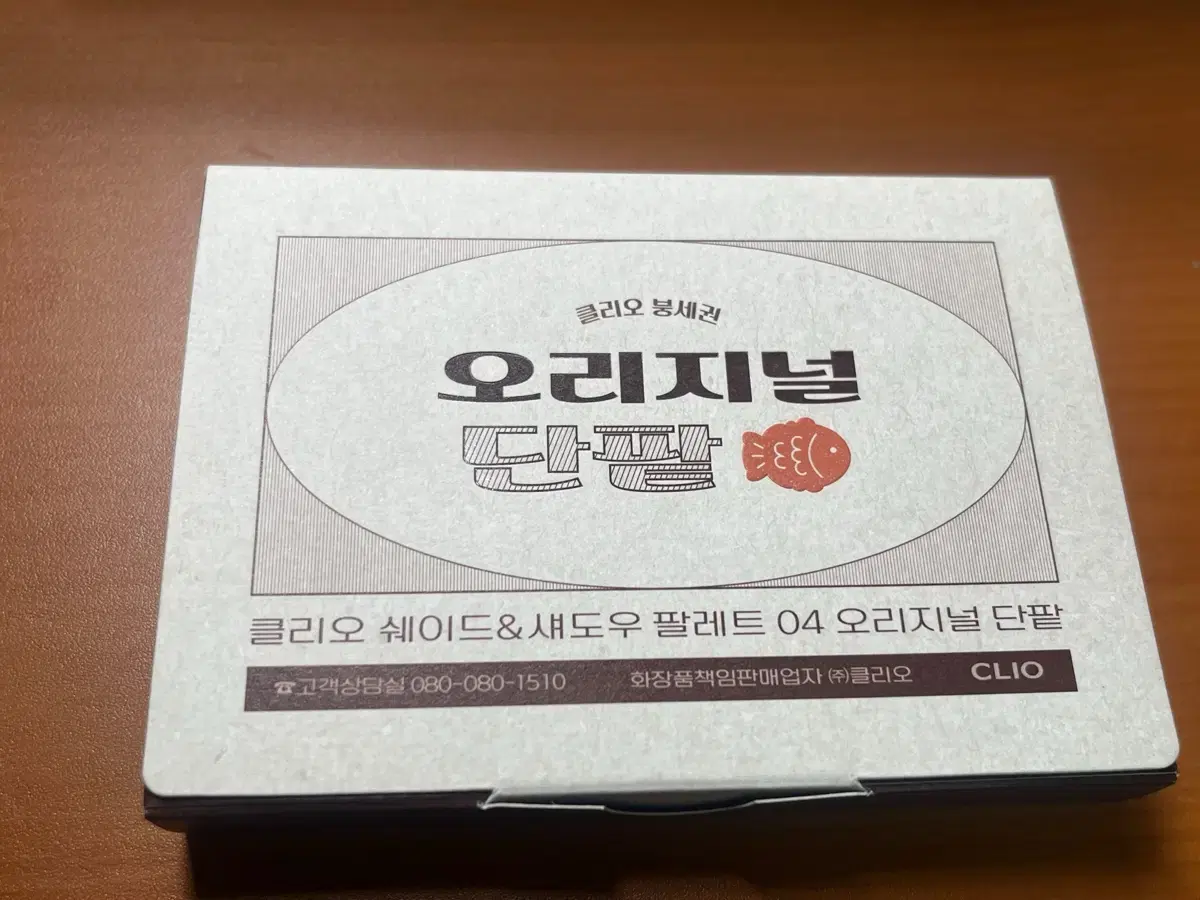 클리오 붕세권
오리지널
단팥
클리오 쉐이드&섀도우 팔레트 04 오리지널 단팥
☎고객상담실 080-080-1510 화장품책임판매업자 ㈜클리오 CLIO